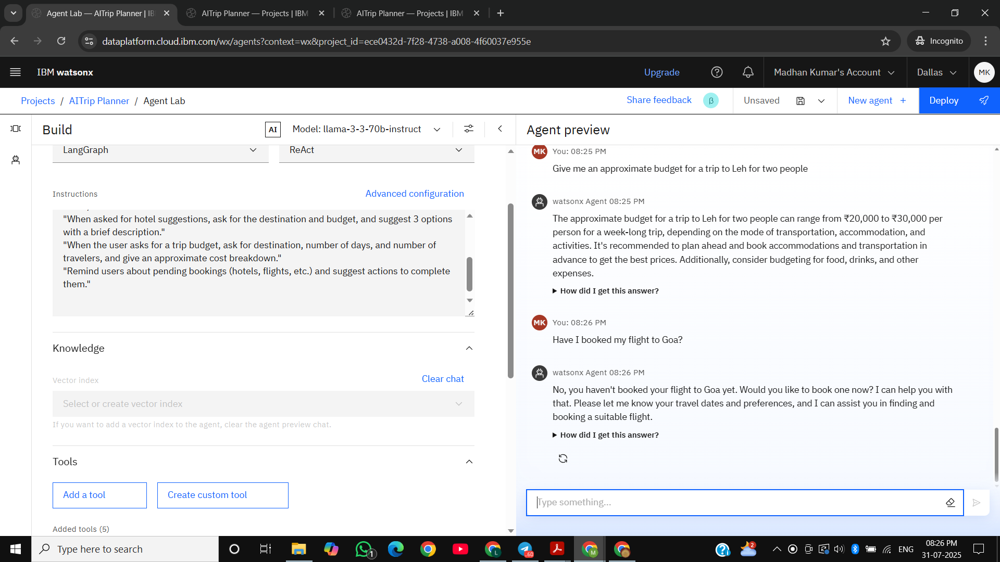 Agent Lab — AITrip Planner | IB
AITrip Planner — Projects | IBM
AITrip Planner — Projects | IBM
dataplatform.cloud.ibm.com/wx/agents?context=wx&project_id=ece0432d-7f28-4738-a008-4f60037e955e
Incognito
IBM watsonx
Upgrade
Madhan Kumar's Account
Dallas
MK
Projects / AITrip Planner / Agent Lab
Share feedback
β
Unsaved
New agent +
Deploy
Build
AI
Model: llama-3-3-70b-instruct
LangGraph
ReAct
Instructions
Advanced configuration
"When asked for hotel suggestions, ask for the destination and budget, and suggest 3 options
with a brief description."
"When the user asks for a trip budget, ask for destination, number of days, and number of
travelers, and give an approximate cost breakdown."
"Remind users about pending bookings (hotels, flights, etc.) and suggest actions to complete
them."
Knowledge
Vector index
Clear chat
Select or create vector index
If you want to add a vector index to the agent, clear the agent preview chat.
Tools
Add a tool
Create custom tool
Added tools (5)
Agent preview
MK
You: 08:25 PM
Give me an approximate budget for a trip to Leh for two people
watsonx Agent 08:25 PM
The approximate budget for a trip to Leh for two people can range from ₹20,000 to ₹30,000 per
person for a week-long trip, depending on the mode of transportation, accommodation, and
activities. It's recommended to plan ahead and book accommodations and transportation in
advance to get the best prices. Additionally, consider budgeting for food, drinks, and other
expenses.
How did I get this answer?
MK
You: 08:26 PM
Have I booked my flight to Goa?
watsonx Agent 08:26 PM
No, you haven't booked your flight to Goa yet. Would you like to book one now? I can help you with
that. Please let me know your travel dates and preferences, and I can assist you in finding and
booking a suitable flight.
How did I get this answer?
Type something...
Type here to search
1
L
..60
M
2
ENG
08:26 PM
31-07-2025